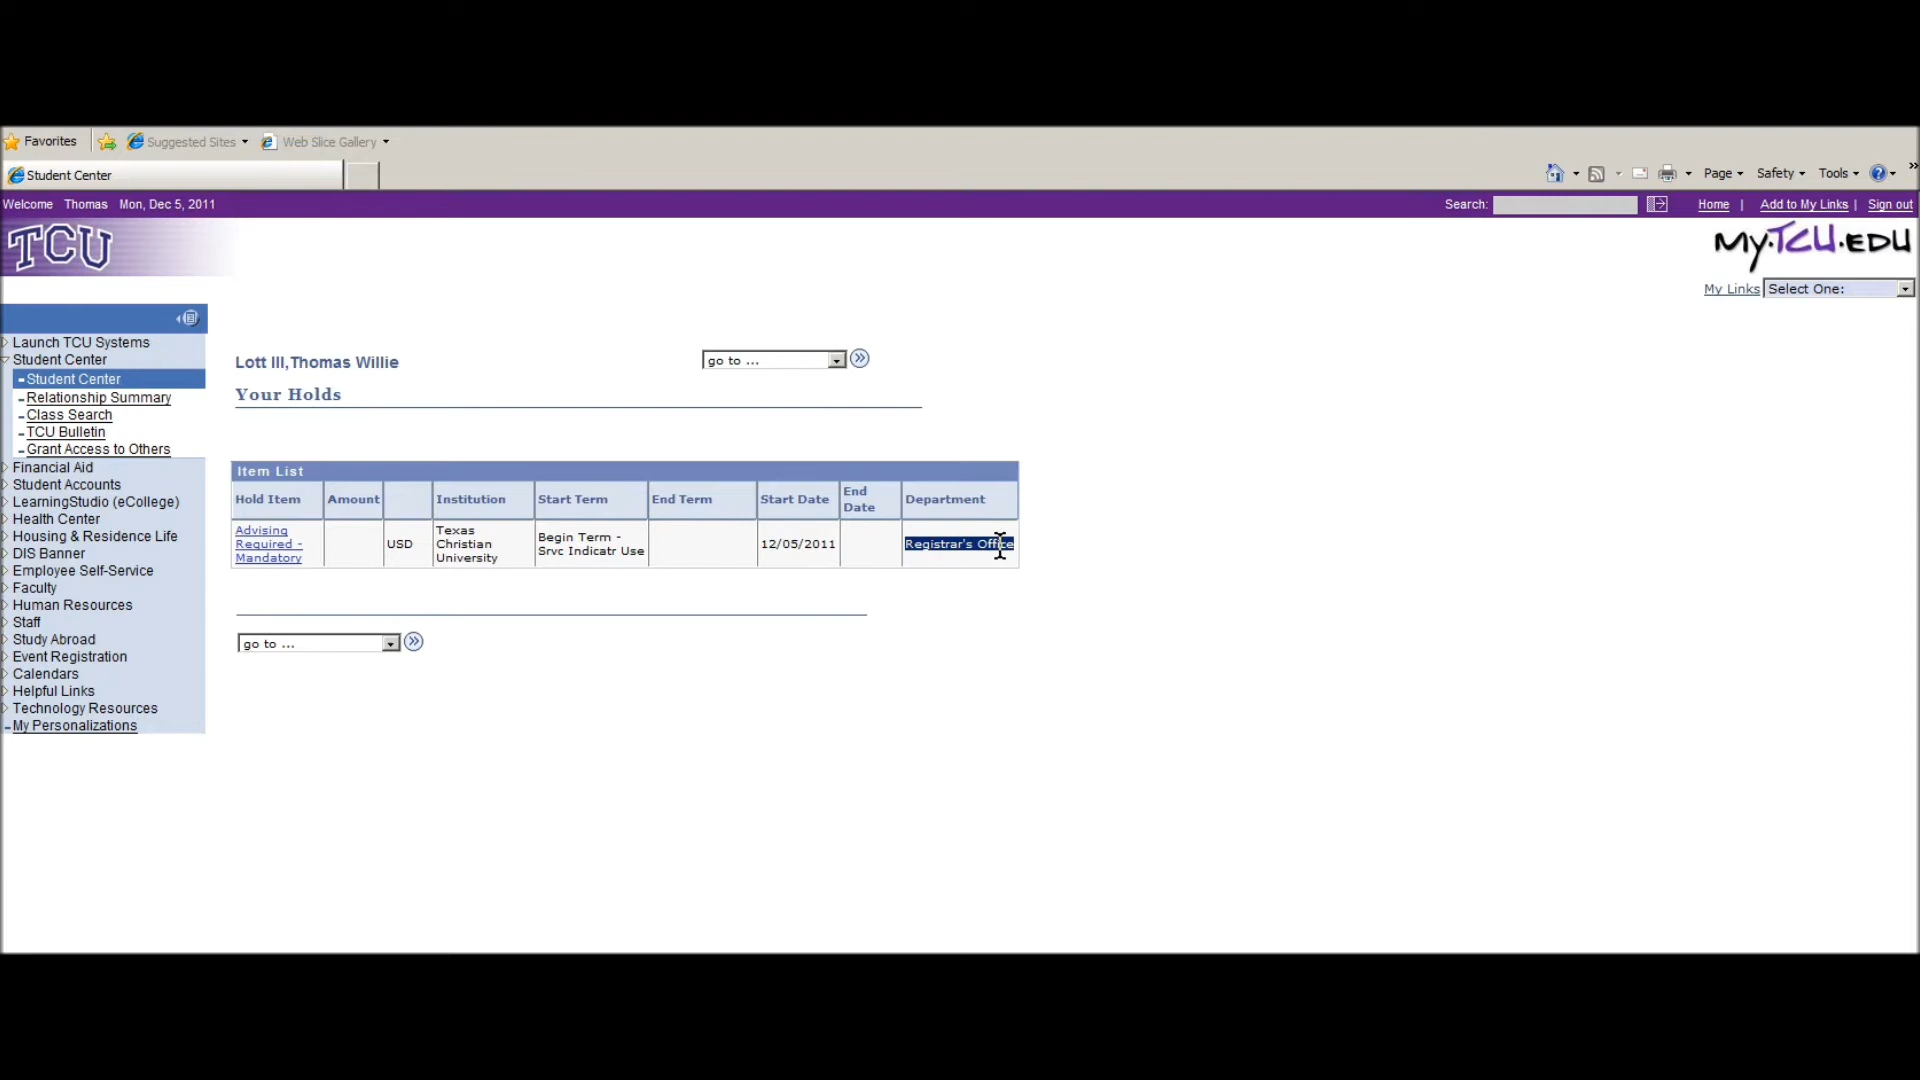 Favorites Suggested Sites Web Slice Gallery
Student Center
Page Safety Tools »
Welcome Thomas Mon, Dec 5, 2011 Search: Home | Add to My Links | Sign out
TCU
My.TCU.EDU
My Links Select One:
Launch TCU Systems
Student Center
Student Center
Relationship Summary
Class Search
TCU Bulletin
Grant Access to Others
Financial Aid
Student Accounts
LearningStudio (eCollege)
Health Center
Housing & Residence Life
DIS Banner
Employee Self-Service
Faculty
Human Resources
Staff
Study Abroad
Event Registration
Calendars
Helpful Links
Technology Resources
My Personalizations
Lott III,Thomas Willie go to ...
Your Holds
Item List
Hold Item Amount Institution Start Term End Term Start Date End Date Department
Advising Required - Mandatory USD Texas Christian University Begin Term - Srvc Indicatr Use 12/05/2011 Registrar's Office
go to ...